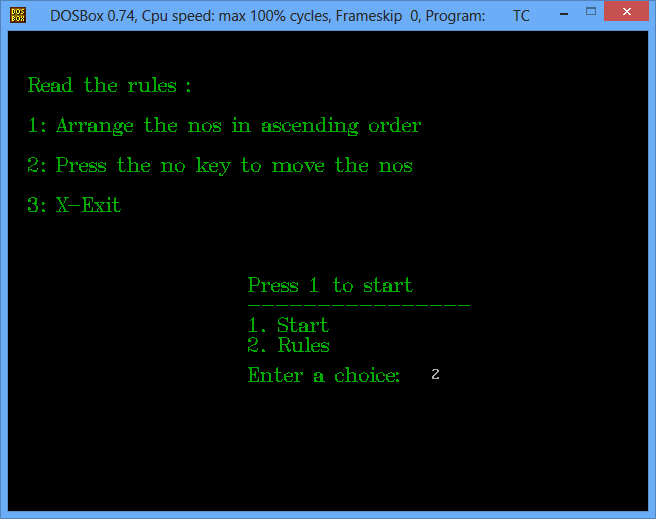 DOS
BOX
DOSBox 0.74, Cpu speed: max 100% cycles, Frameskip 0, Program: TC
Read the rules :
1: Arrange the nos in ascending order
2: Press the no key to move the nos
3: X-Exit
Press 1 to start
----------------
1. Start
2. Rules
Enter a choice: 2